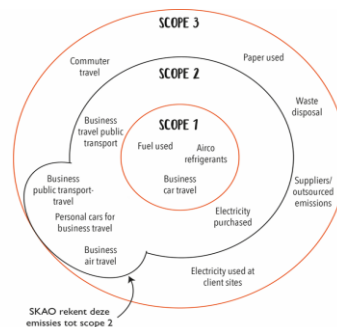 SCOPE 3
Commuter
travel
Paper used
SCOPE 2
Business
travel public
transport
Waste
disposal
SCOPE 1
Fuel used
Airco
refrigerants
Business
car travel
Business
public transport-
travel
Personal cars for
business travel
Business
air travel
Electricity
purchased
Suppliers/
outsourced
emissions
Electricity used at
client sites
SKAO rekent deze
emissies tot scope 2